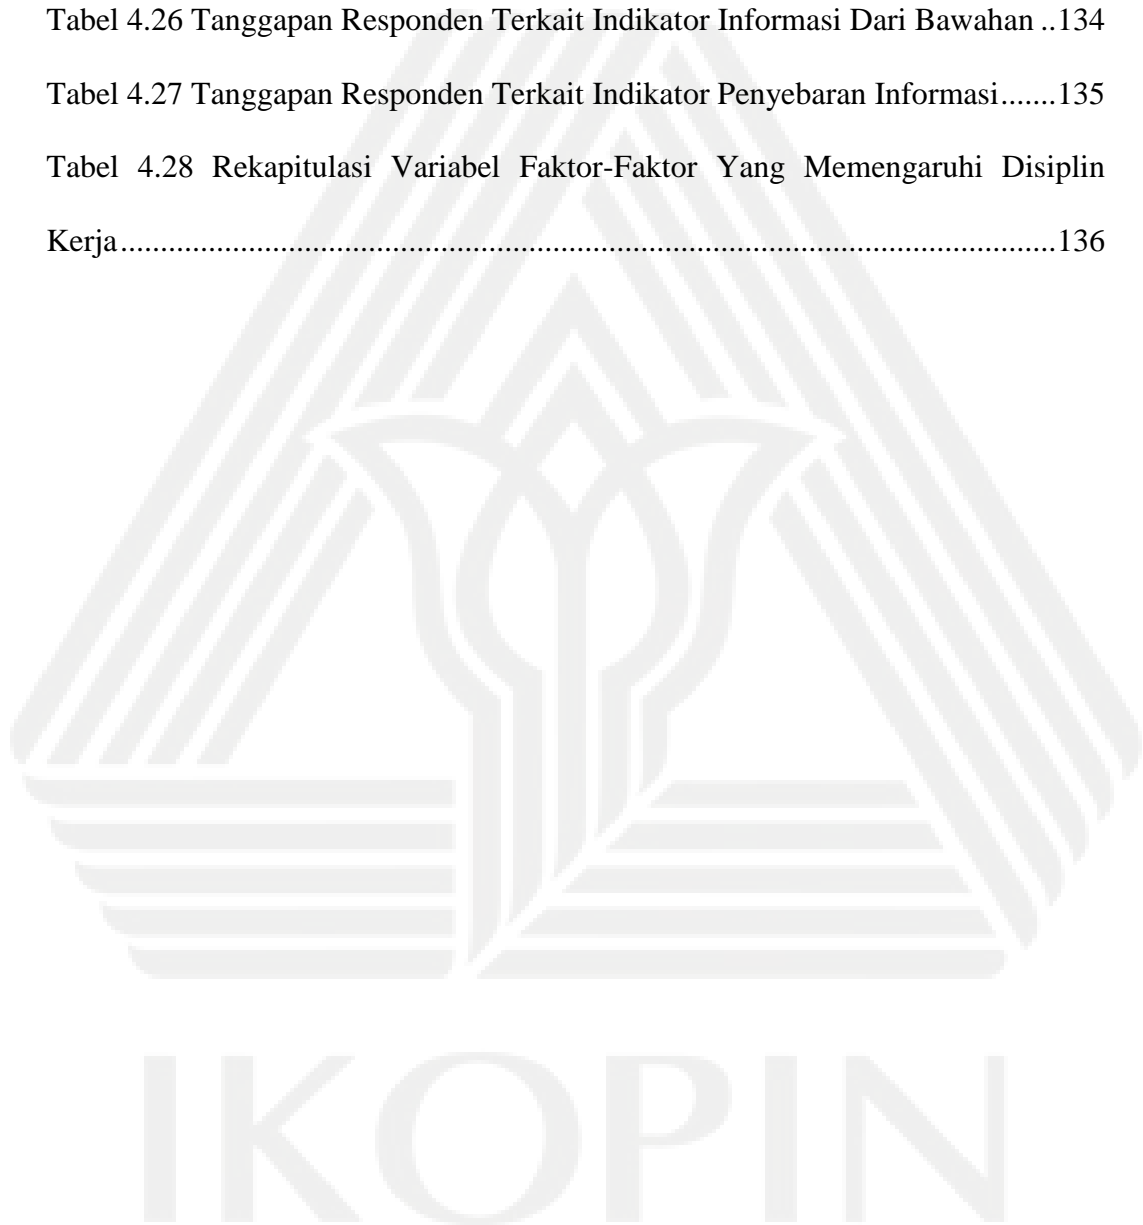 Tabel 4.26 Tanggapan Responden Terkait Indikator Informasi Dari Bawahan ..134
Tabel 4.27 Tanggapan Responden Terkait Indikator Penyebaran Informasi.......135
Tabel 4.28 Rekapitulasi Variabel Faktor-Faktor Yang Memengaruhi Disiplin
Kerja.....................................................................................................................136
IKOPIN